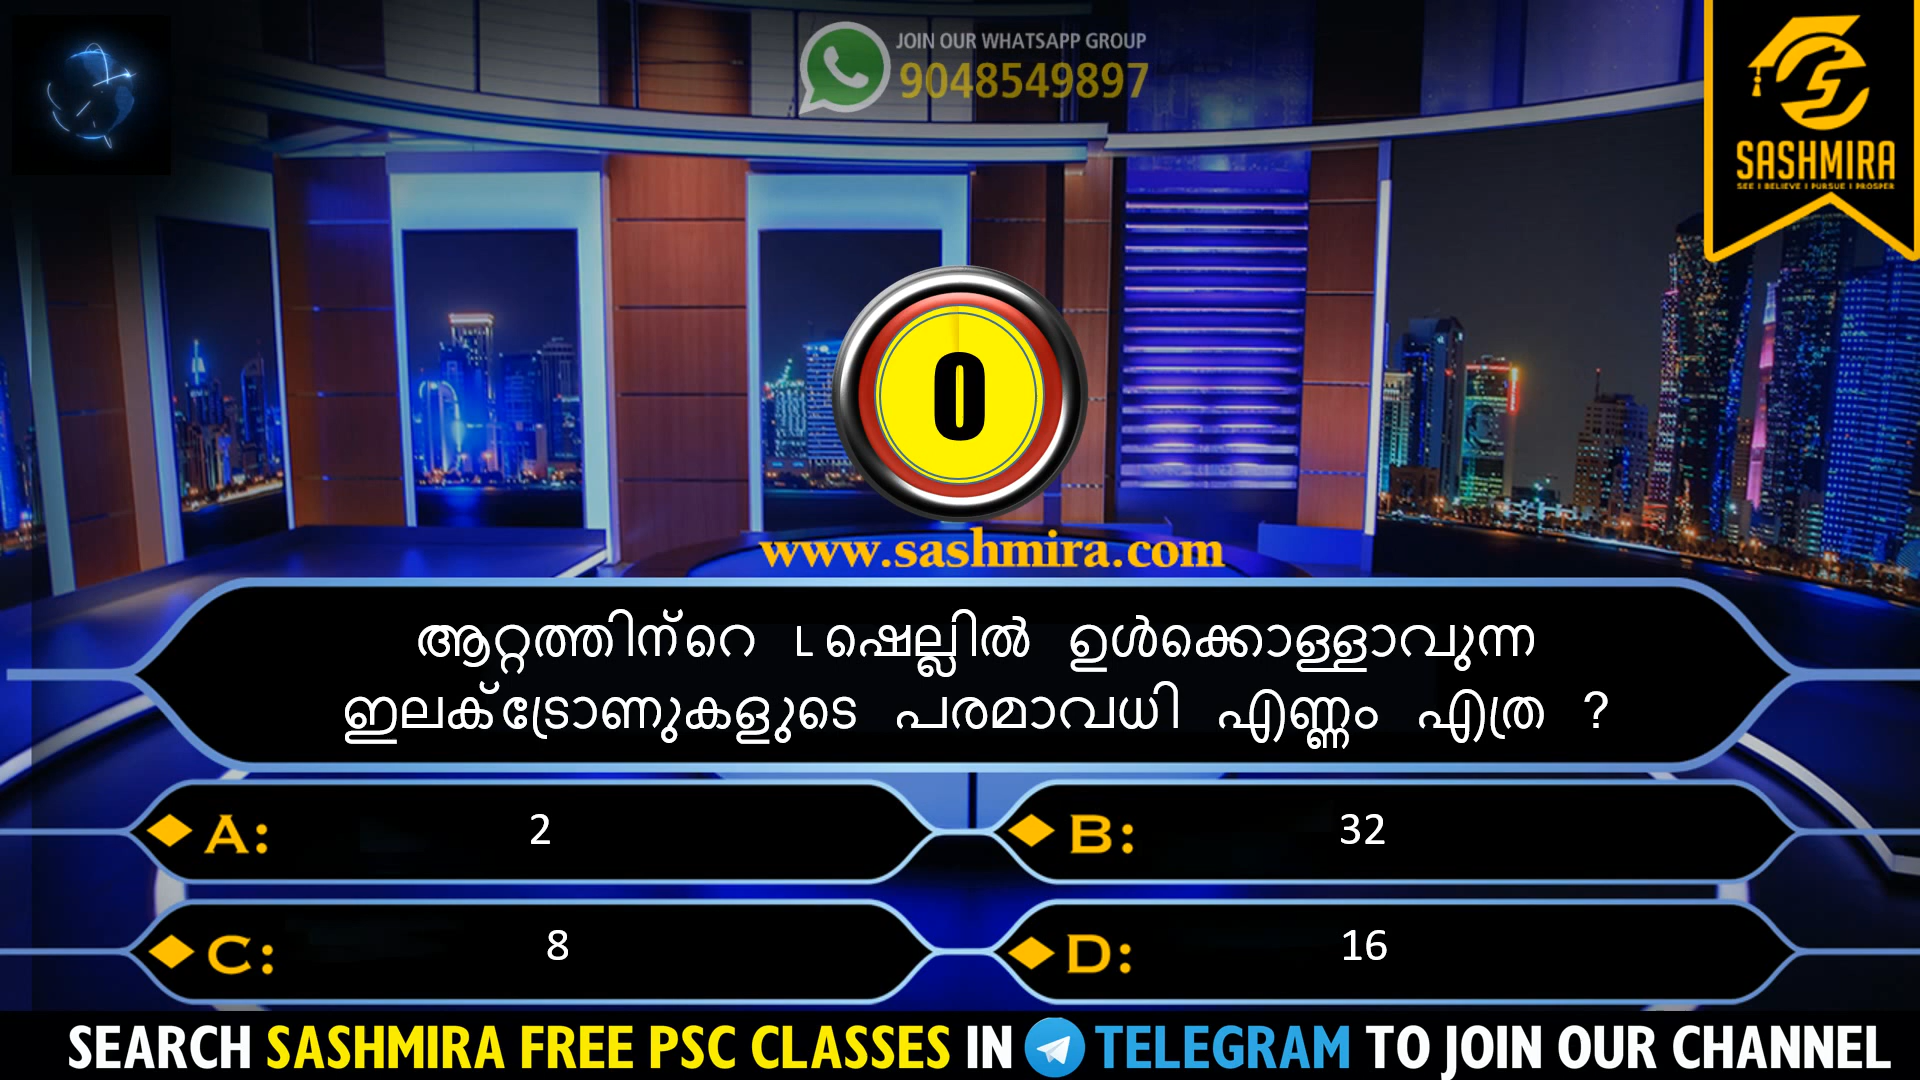 JOIN OUR WHATSAPP GROUP
9048549897
SASHMIRA
SEE I BELIEVE I PURSUE I PROSPER
0
www.sashmira.com
ആറ്റത്തിന്റെ L ഷെല്ലിൽ ഉൾക്കൊള്ളാവുന്ന
ഇലക്ട്രോണുകളുടെ പരമാവധി എണ്ണം എത്ര ?
A: 2
B: 32
C: 8
D: 16
SEARCH SASHMIRA FREE PSC CLASSES IN TELEGRAM TO JOIN OUR CHANNEL